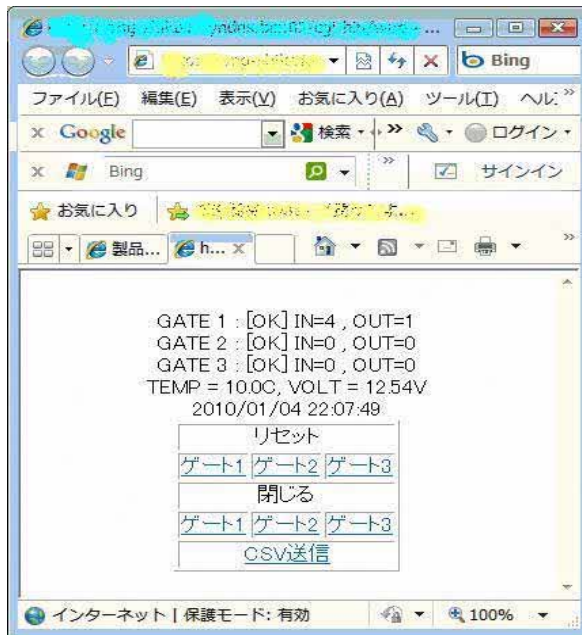 Bing
ファイル(F) 編集(E) 表示(V) お気に入り(A) ツール(T) ヘル: »
x Google 検索 ・ » ログイン ・
x Bing » サインイン
お気に入り
製品... h... x »
GATE 1 : [OK] IN=4 , OUT=1
GATE 2 : [OK] IN=0 , OUT=0
GATE 3 : [OK] IN=0 , OUT=0
TEMP = 10.0C, VOLT = 12.54V
2010/01/04 22:07:49
リセット
ゲート1 ゲート2 ゲート3
閉じる
ゲート1 ゲート2 ゲート3
CSV送信
インターネット | 保護モード: 有効 100%